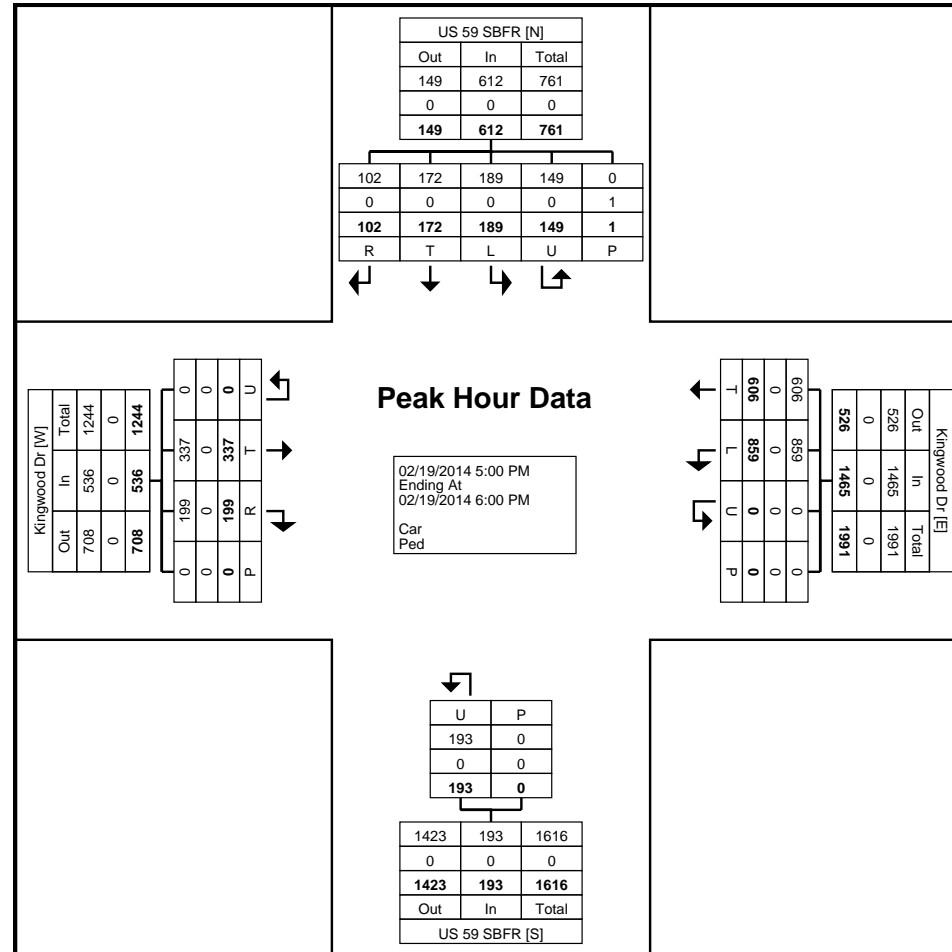 US 59 SBFR [N]
Out In Total
149 612 761
0 0 0
149 612 761
102 172 189 149 0
0 0 0 0 1
102 172 189 149 1
R T L U P
Kingwood Dr [W]
Total In Out
1244 536 708
0 0 0
1244 536 708
0 337 199 0
0 0 0 0
0 337 199 0
U T R P
Peak Hour Data
02/19/2014 5:00 PM
Ending At
02/19/2014 6:00 PM
Car
Ped
T L U P
606 859 0 0
0 0 0 0
606 859 0 0
526 1465 1991
0 0 0
526 1465 1991
Out In Total
Kingwood Dr [E]
U P
193 0
0 0
193 0
1423 193 1616
0 0 0
1423 193 1616
Out In Total
US 59 SBFR [S]